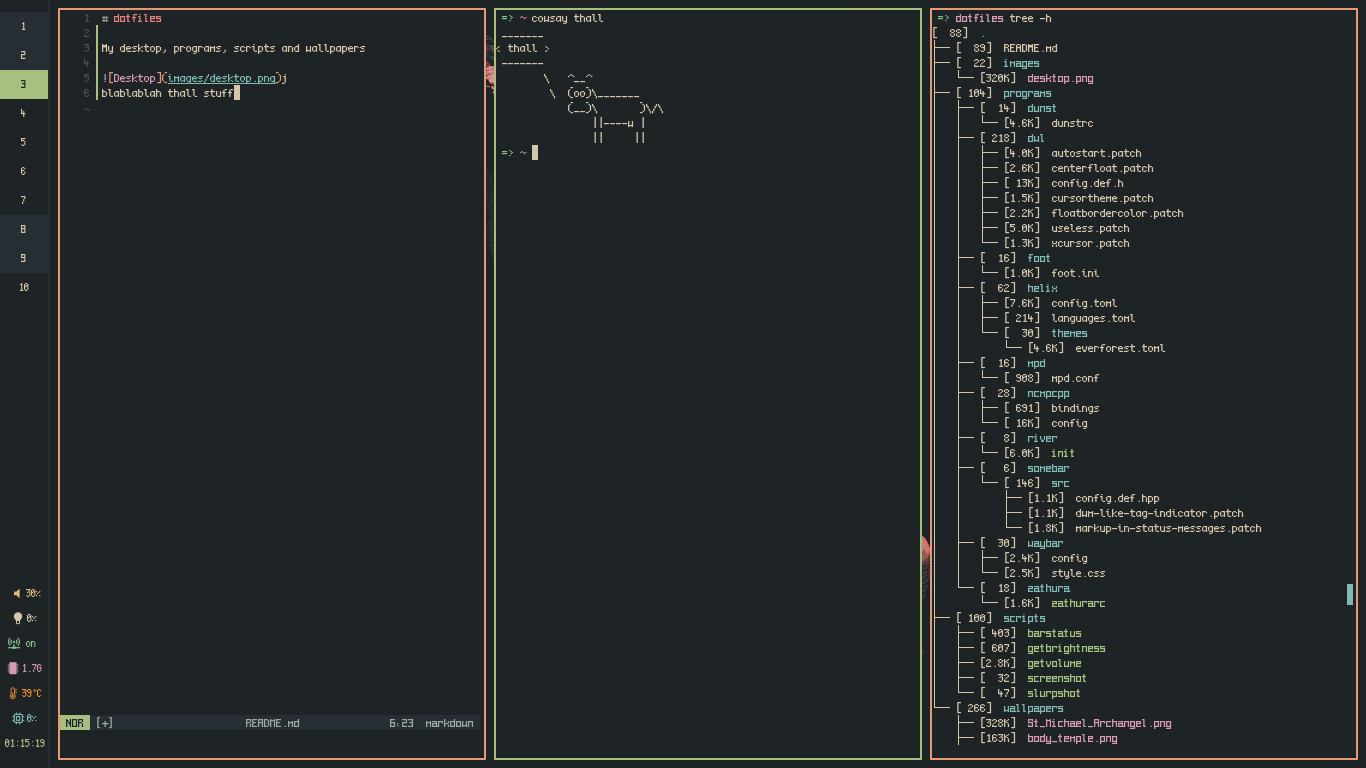 1
2
3
4
5
6
7
8
9
10
30%
0%
on
1.7G
39°C
0%
01:15:19
1 # dotfiles
2
3 My desktop, programs, scripts and wallpapers
4
5 ![Desktop](images/desktop.png)j
6 blablablah thall stuff
~
NOR [+] README.md 6:23 markdown
=> ~ cowsay thall
_______
< thall >
-------
\   ^__^
\  (oo)\_______
(__)\       )\/\
||----w |
||     ||
=> ~
=> dotfiles tree -h
[  88]  .
├── [  89]  README.md
├── [  22]  images
│   └── [320K]  desktop.png
├── [ 104]  programs
│   ├── [  14]  dunst
│   │   └── [4.6K]  dunstrc
│   ├── [ 218]  dwl
│   │   ├── [4.0K]  autostart.patch
│   │   ├── [2.6K]  centerfloat.patch
│   │   ├── [ 13K]  config.def.h
│   │   ├── [1.5K]  cursortheme.patch
│   │   ├── [2.2K]  floatbordercolor.patch
│   │   ├── [5.0K]  useless.patch
│   │   └── [1.3K]  xcursor.patch
│   ├── [  16]  foot
│   │   └── [1.0K]  foot.ini
│   ├── [  62]  helix
│   │   ├── [7.6K]  config.toml
│   │   ├── [ 214]  languages.toml
│   │   └── [  30]  themes
│   │       └── [4.6K]  everforest.toml
│   ├── [  16]  mpd
│   │   └── [ 908]  mpd.conf
│   ├── [  28]  ncmpcpp
│   │   ├── [ 691]  bindings
│   │   └── [ 16K]  config
│   ├── [   8]  river
│   │   └── [6.0K]  init
│   ├── [   6]  somebar
│   │   └── [ 146]  src
│   │       ├── [1.1K]  config.def.hpp
│   │       ├── [1.1K]  dwm-like-tag-indicator.patch
│   │       └── [1.8K]  markup-in-status-messages.patch
│   ├── [  30]  waybar
│   │   ├── [2.4K]  config
│   │   └── [2.5K]  style.css
│   └── [  18]  zathura
│       └── [1.6K]  zathurarc
├── [ 100]  scripts
│   ├── [ 403]  barstatus
│   ├── [ 607]  getbrightness
│   ├── [2.8K]  getvolume
│   ├── [  32]  screenshot
│   └── [  47]  slurpshot
└── [ 266]  wallpapers
    ├── [328K]  St_Michael_Archangel.png
    ├── [163K]  body_temple.png